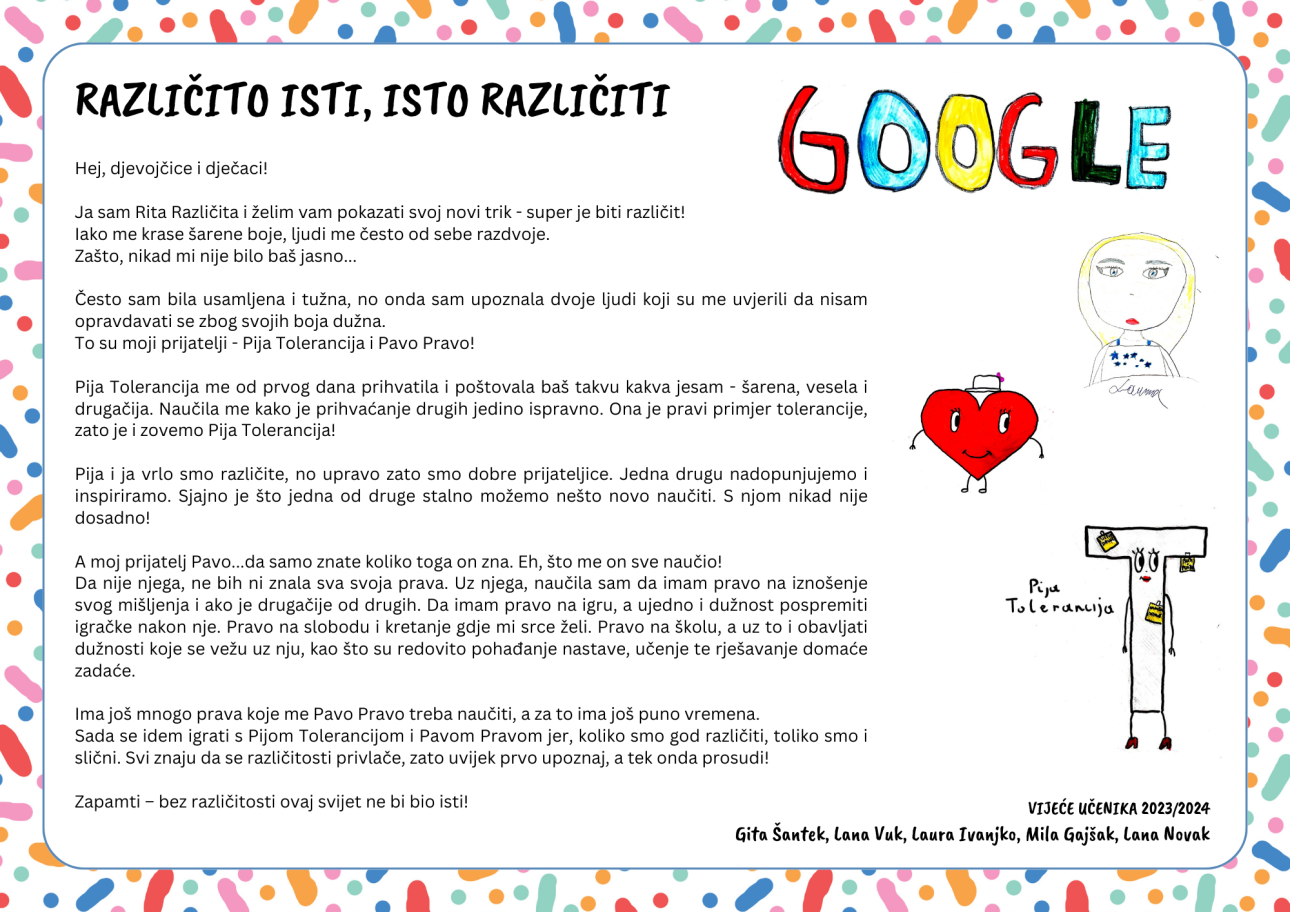 RAZLIČITO ISTI, ISTO RAZLIČITI
GOOGLE
Hej, djevojčice i dječaci!
Ja sam Rita Različita i želim vam pokazati svoj novi trik - super je biti različit!
Iako me krase šarene boje, ljudi me često od sebe razdvoje.
Zašto, nikad mi nije bilo baš jasno...
Često sam bila usamljena i tužna, no onda sam upoznala dvoje ljudi koji su me uvjerili da nisam
opravdavati se zbog svojih boja dužna.
To su moji prijatelji - Pija Tolerancija i Pavo Pravo!
Pija Tolerancija me od prvog dana prihvatila i poštovala baš takvu kakva jesam - šarena, vesela i
drugačija. Naučila me kako je prihvaćanje drugih jedino ispravno. Ona je pravi primjer tolerancije,
zato je i zovemo Pija Tolerancija!
Pija i ja vrlo smo različite, no upravo zato smo dobre prijateljice. Jedna drugu nadopunjujemo i
inspiriramo. Sjajno je što jedna od druge stalno možemo nešto novo naučiti. S njom nikad nije
dosadno!
A moj prijatelj Pavo...da samo znate koliko toga on zna. Eh, što me on sve naučio!
Da nije njega, ne bih ni znala sva svoja prava. Uz njega, naučila sam da imam pravo na iznošenje
svog mišljenja i ako je drugačije od drugih. Da imam pravo na igru, a ujedno i dužnost pospremiti
igračke nakon nje. Pravo na slobodu i kretanje gdje mi srce želi. Pravo na školu, a uz to i obavljati
dužnosti koje se vežu uz nju, kao što su redovito pohađanje nastave, učenje te rješavanje domaće
zadaće.
Ima još mnogo prava koje me Pavo Pravo treba naučiti, a za to ima još puno vremena.
Sada se idem igrati s Pijom Tolerancijom i Pavom Pravom jer, koliko smo god različiti, toliko smo i
slični. Svi znaju da se različitosti privlače, zato uvijek prvo upoznaj, a tek onda prosudi!
Zapamti – bez različitosti ovaj svijet ne bi bio isti!
Pija
Tolerancija
VIJEĆE UČENIKA 2023/2024
Gita Šantek, Lana Vuk, Laura Ivanjko, Mila Gajšak, Lana Novak